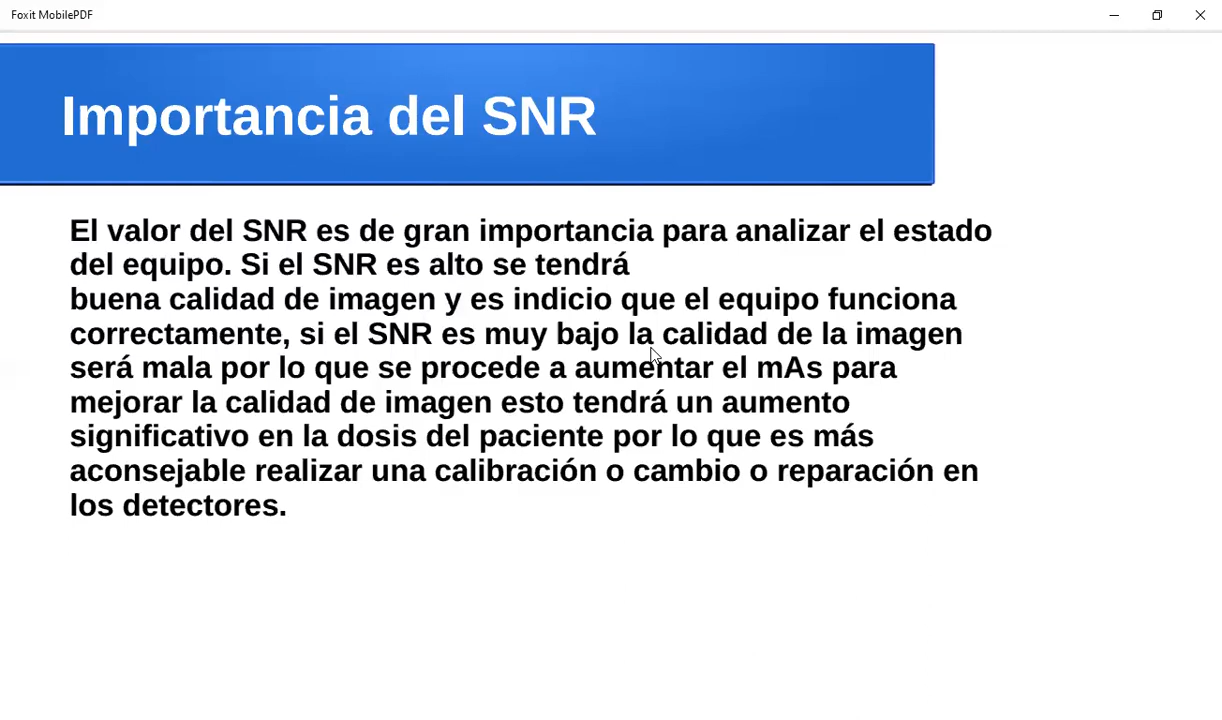 Foxit MobilePDF
Importancia del SNR
El valor del SNR es de gran importancia para analizar el estado
del equipo. Si el SNR es alto se tendrá
buena calidad de imagen y es indicio que el equipo funciona
correctamente, si el SNR es muy bajo la calidad de la imagen
será mala por lo que se procede a aumentar el mAs para
mejorar la calidad de imagen esto tendrá un aumento
significativo en la dosis del paciente por lo que es más
aconsejable realizar una calibración o cambio o reparación en
los detectores.